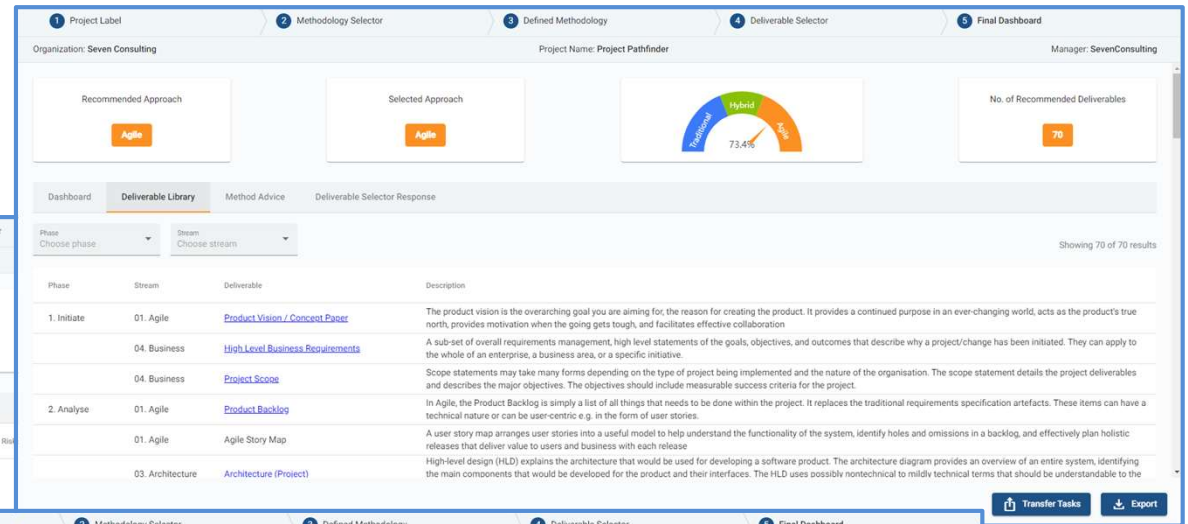 1 Project Label 2 Methodology Selector 3 Defined Methodology 4 Deliverable Selector 5 Final Dashboard
Organization: Seven Consulting Project Name: Project Pathfinder Manager: SevenConsulting
Recommended Approach
Agile
Selected Approach
Agile
Traditional Hybrid Agile
73.4%
No. of Recommended Deliverables
70
Dashboard Deliverable Library Method Advice Deliverable Selector Response
Phase
Choose phase
Stream
Choose stream
Showing 70 of 70 results
Phase Stream Deliverable Description
1. Initiate 01. Agile Product Vision / Concept Paper The product vision is the overarching goal you are aiming for, the reason for creating the product. It provides a continued purpose in an ever-changing world, acts as the product's true
north, provides motivation when the going gets tough, and facilitates effective collaboration
04. Business High Level Business Requirements A sub-set of overall requirements management, high level statements of the goals, objectives, and outcomes that describe why a project/change has been initiated. They can apply to
the whole of an enterprise, a business area, or a specific initiative.
04. Business Project Scope Scope statements may take many forms depending on the type of project being implemented and the nature of the organisation. The scope statement details the project deliverables
and describes the major objectives. The objectives should include measurable success criteria for the project.
2. Analyse 01. Agile Product Backlog In Agile, the Product Backlog is simply a list of all things that needs to be done within the project. It replaces the traditional requirements specification artefacts. These items can have a
technical nature or can be user-centric e.g. in the form of user stories.
01. Agile Agile Story Map A user story map arranges user stories into a useful model to help understand the functionality of the system, identify holes and omissions in a backlog, and effectively plan holistic
releases that deliver value to users and business with each release
03. Architecture Architecture (Project) High-level design (HLD) explains the architecture that would be used for developing a software product. The architecture diagram provides an overview of an entire system, identifying
the main components that would be developed for the product and their interfaces. The HLD uses possibly nontechnical to mildly technical terms that should be understandable to the
Transfer Tasks Export
2 Methodology Selector 3 Defined Methodology 4 Deliverable Selector 5 Final Dashboard